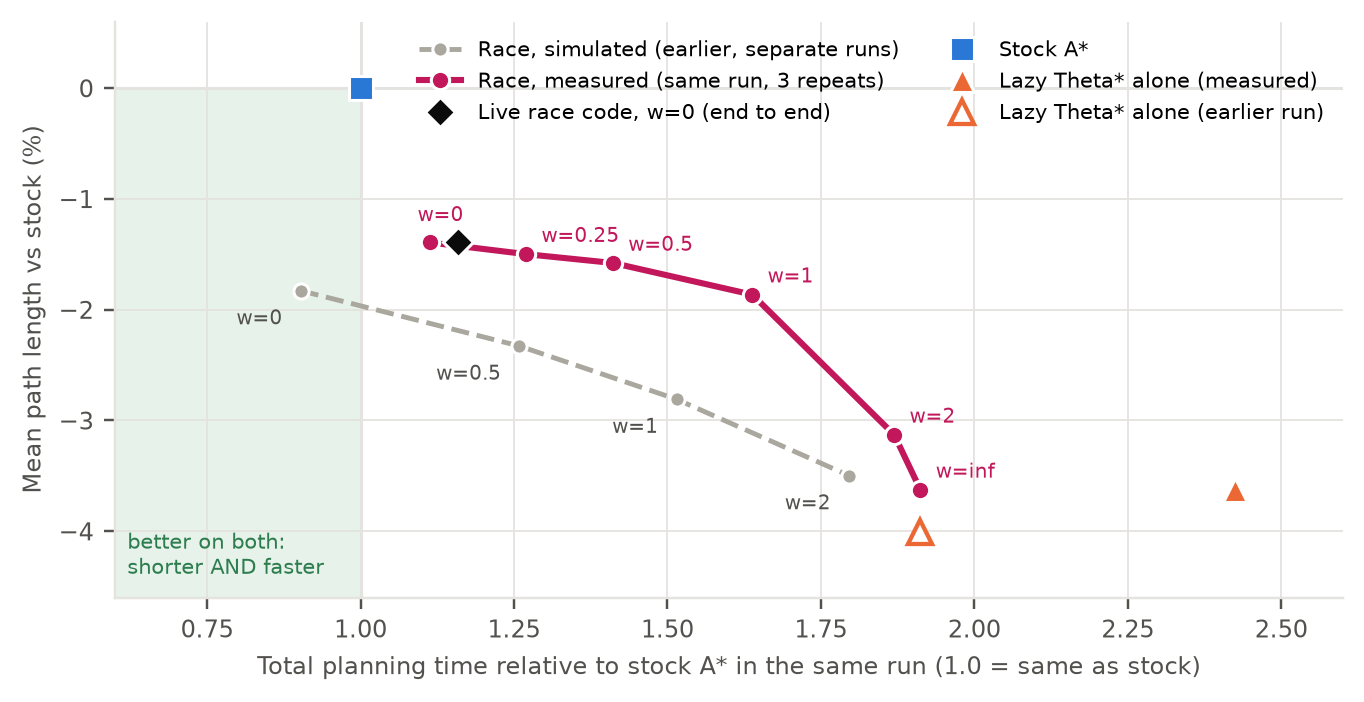 Race, simulated (earlier, separate runs)
Race, measured (same run, 3 repeats)
Live race code, w=0 (end to end)
Stock A*
Lazy Theta* alone (measured)
Lazy Theta* alone (earlier run)
Mean path length vs stock (%)
0
−1
−2
−3
−4
w=0
w=0.25
w=0.5
w=1
w=2
w=inf
w=0
w=0.5
w=1
w=2
better on both:
shorter AND faster
0.75
1.00
1.25
1.50
1.75
2.00
2.25
2.50
Total planning time relative to stock A* in the same run (1.0 = same as stock)